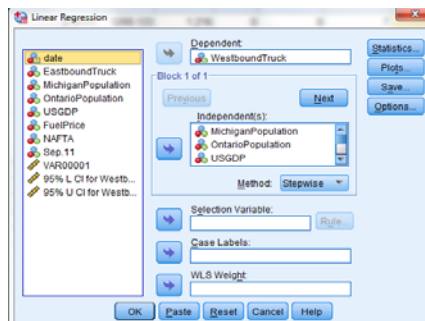 Linear Regression
date
EastboundTruck
MichiganPopulation
OntarioPopulation
USGDP
FuelPrice
NAFTA
Sep.11
VAR00001
95% L CI for Westb...
95% U CI for Westb...
Dependent:
WestboundTruck
Block 1 of 1
Previous
Next
Independent(s):
MichiganPopulation
OntarioPopulation
USGDP
Method:
Stepwise
Selection Variable:
Rule...
Case Labels:
WLS Weight:
Statistics...
Plots...
Save...
Options...
OK
Paste
Reset
Cancel
Help